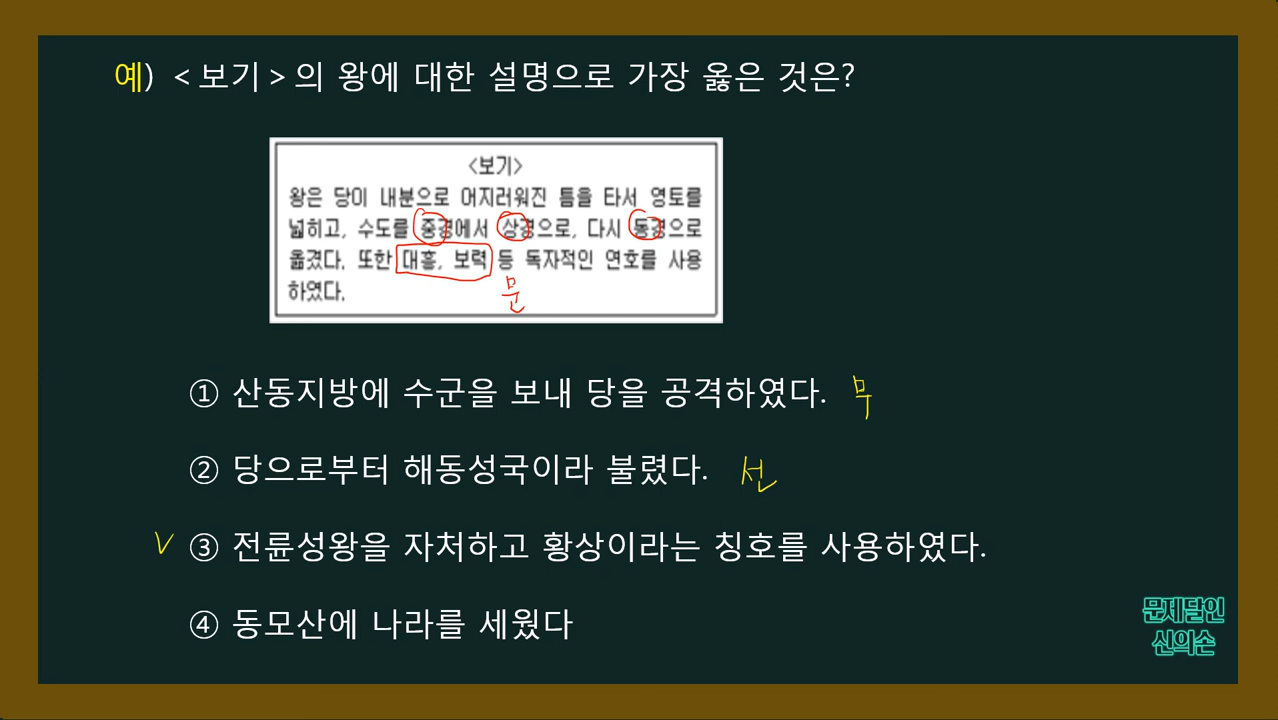 예) <보기>의 왕에 대한 설명으로 가장 옳은 것은?
<보기>
왕은 당이 내분으로 어지러워진 틈을 타서 영토를
넓히고, 수도를 중경에서 상경으로, 다시 동경으로
옮겼다. 또한 대흥, 보력 등 독자적인 연호를 사용
하였다.
문
① 산동지방에 수군을 보내 당을 공격하였다. 무
② 당으로부터 해동성국이라 불렸다. 선
V ③ 전륜성왕을 자처하고 황상이라는 칭호를 사용하였다.
④ 동모산에 나라를 세웠다
문제달인
신의손